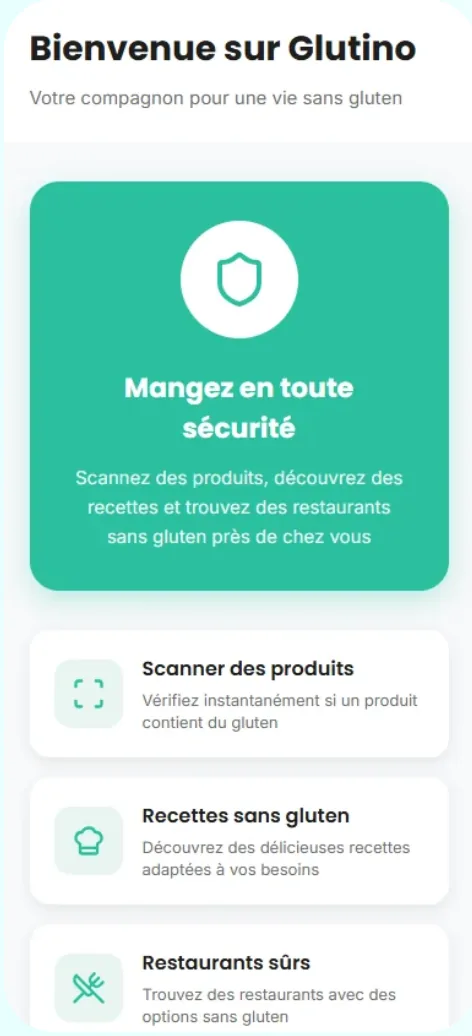 Bienvenue sur Glutino
Votre compagnon pour une vie sans gluten
Mangez en toute
sécurité
Scannez des produits, découvrez des
recettes et trouvez des restaurants
sans gluten près de chez vous
Scanner des produits
Vérifiez instantanément si un produit
contient du gluten
Recettes sans gluten
Découvrez des délicieuses recettes
adaptées à vos besoins
Restaurants sûrs
Trouvez des restaurants avec des
options sans gluten